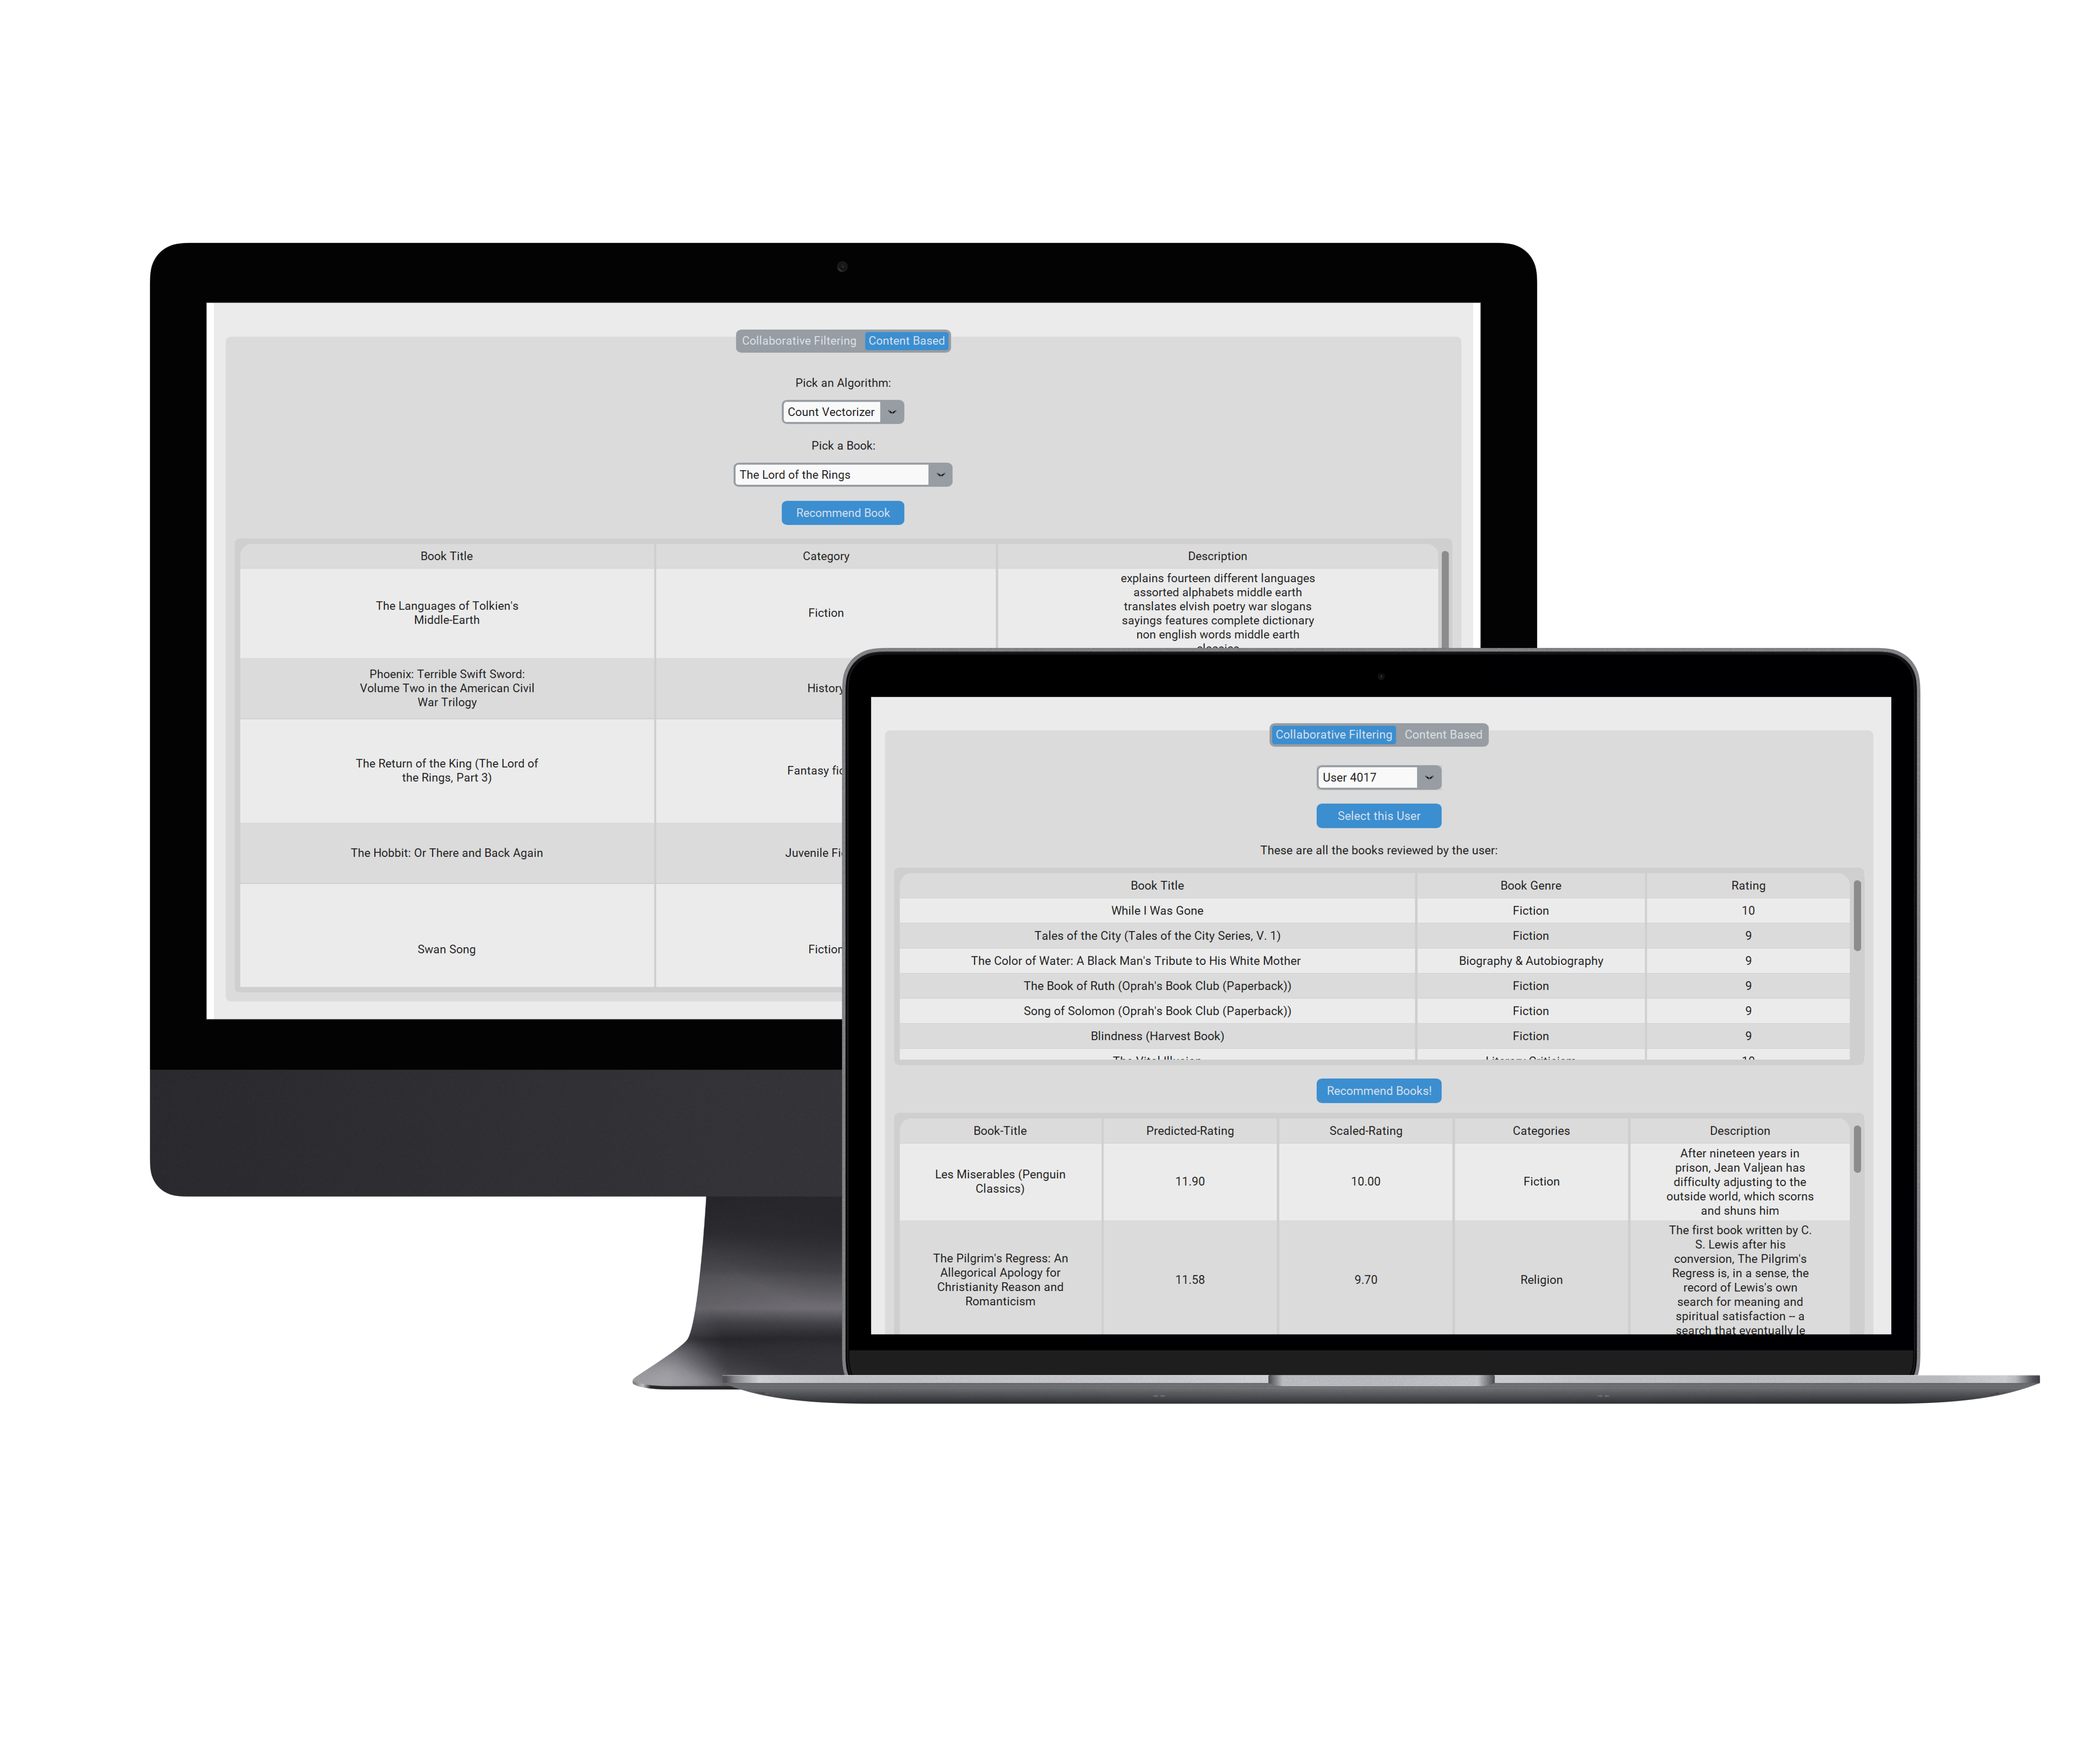 Collaborative Filtering Content Based
Pick an Algorithm:
Count Vectorizer
Pick a Book:
The Lord of the Rings
Recommend Book
Book Title Category Description
The Languages of Tolkien's
Middle-Earth
Fiction
explains fourteen different languages
assorted alphabets middle earth
translates elvish poetry war slogans
sayings features complete dictionary
non english words middle earth
Phoenix: Terrible Swift Sword:
Volume Two in the American Civil
War Trilogy
History
The Return of the King (The Lord of
the Rings, Part 3)
Fantasy fic
The Hobbit: Or There and Back Again
Juvenile Fi
Swan Song
Fiction
Collaborative Filtering Content Based
User 4017
Select this User
These are all the books reviewed by the user:
Book Title Book Genre Rating
While I Was Gone Fiction 10
Tales of the City (Tales of the City Series, V. 1) Fiction 9
The Color of Water: A Black Man's Tribute to His White Mother Biography & Autobiography 9
The Book of Ruth (Oprah's Book Club (Paperback)) Fiction 9
Song of Solomon (Oprah's Book Club (Paperback)) Fiction 9
Blindness (Harvest Book) Fiction 9
The Vital Illusion Literary Criticism 10
Recommend Books!
Book-Title Predicted-Rating Scaled-Rating Categories Description
Les Miserables (Penguin
Classics)
11.90
10.00
Fiction
After nineteen years in
prison, Jean Valjean has
difficulty adjusting to the
outside world, which scorns
and shuns him
The Pilgrim's Regress: An
Allegorical Apology for
Christianity Reason and
Romanticism
11.58
9.70
Religion
The first book written by C.
S. Lewis after his
conversion, The Pilgrim's
Regress is, in a sense, the
record of Lewis's own
search for meaning and
spiritual satisfaction -- a
search that eventually le